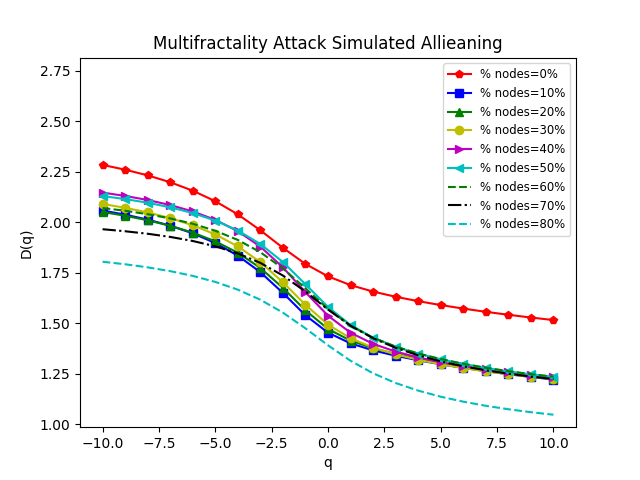 Multifractality Attack Simulated Allieaning
D(q)
2.75
2.50
2.25
2.00
1.75
1.50
1.25
1.00
% nodes=0%
% nodes=10%
% nodes=20%
% nodes=30%
% nodes=40%
% nodes=50%
% nodes=60%
% nodes=70%
% nodes=80%
−10.0 −7.5 −5.0 −2.5 0.0 2.5 5.0 7.5 10.0
q